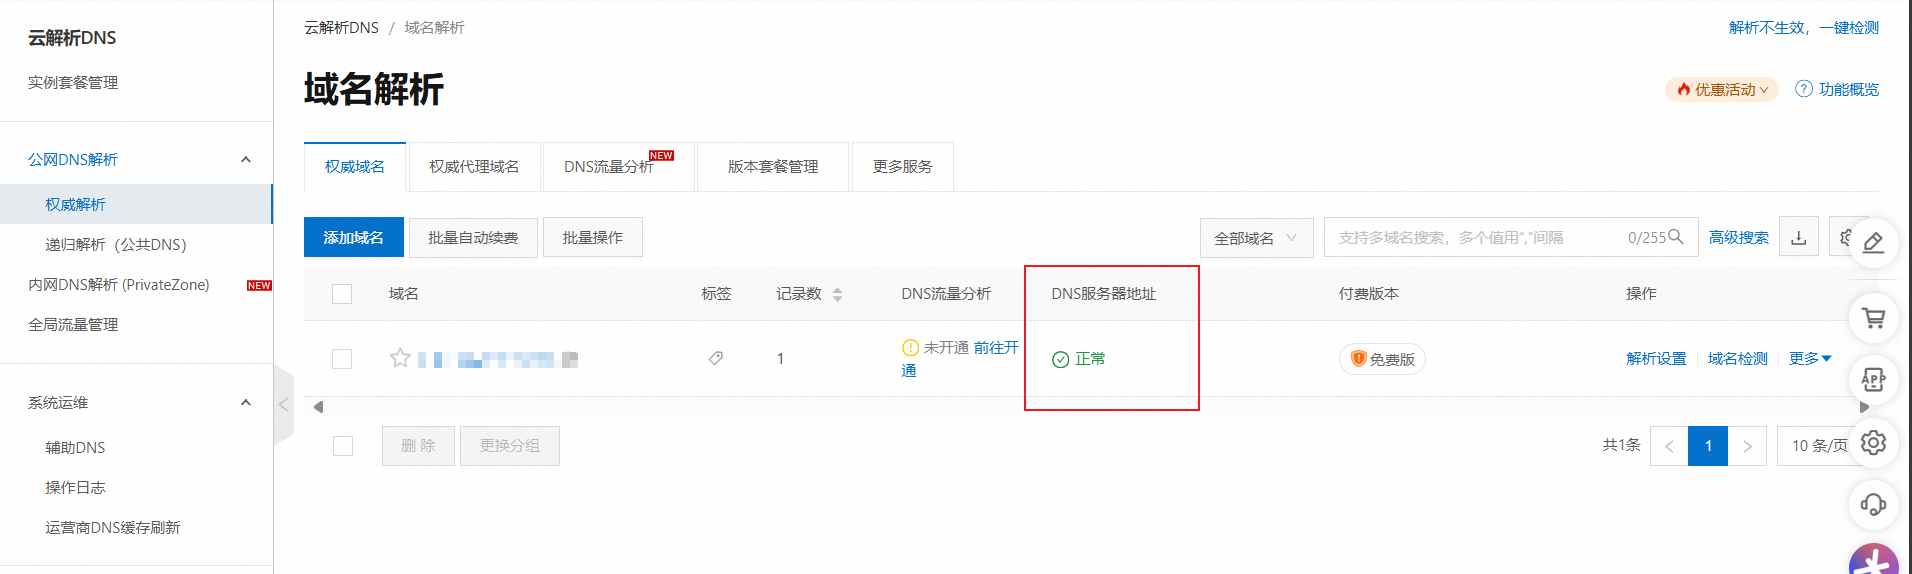 云解析DNS
实例套餐管理
公网DNS解析
权威解析
递归解析（公共DNS）
内网DNS解析 (PrivateZone) NEW
全局流量管理
系统运维
辅助DNS
操作日志
运营商DNS缓存刷新
云解析DNS / 域名解析
解析不生效，一键检测
域名解析
优惠活动
? 功能概览
权威域名 权威代理域名 DNS流量分析 NEW 版本套餐管理 更多服务
添加域名 批量自动续费 批量操作 全部域名 支持多域名搜索，多个值用“,”间隔 0/255 高级搜索
域名 标签 记录数 DNS流量分析 DNS服务器地址 付费版本 操作
1 未开通 前往开
通
正常 免费版 解析设置 域名检测 更多
删 除 更换分组 共1条 < 1 > 10 条/页
APP